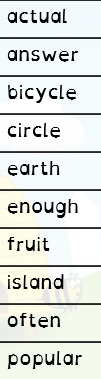 actual
answer
bicycle
circle
earth
enough
fruit
island
often
popular